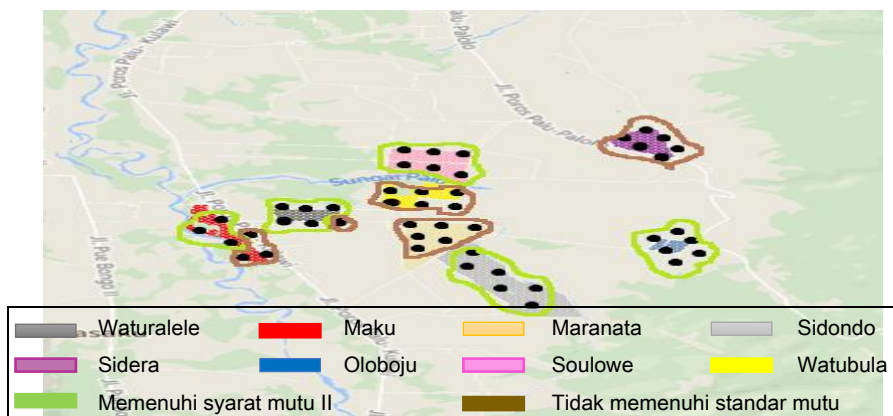 Jl. Poros Palu- Kulawi
Jl. Poros Palu-Palolo
Jl. Poros Palu-Palolo
Sungai Palu
Jl. Pue Bongo II
Waturalele
Maku
Maranata
Sidondo
Sidera
Oloboju
Soulowe
Watubula
Memenuhi syarat mutu II
Tidak memenuhi standar mutu